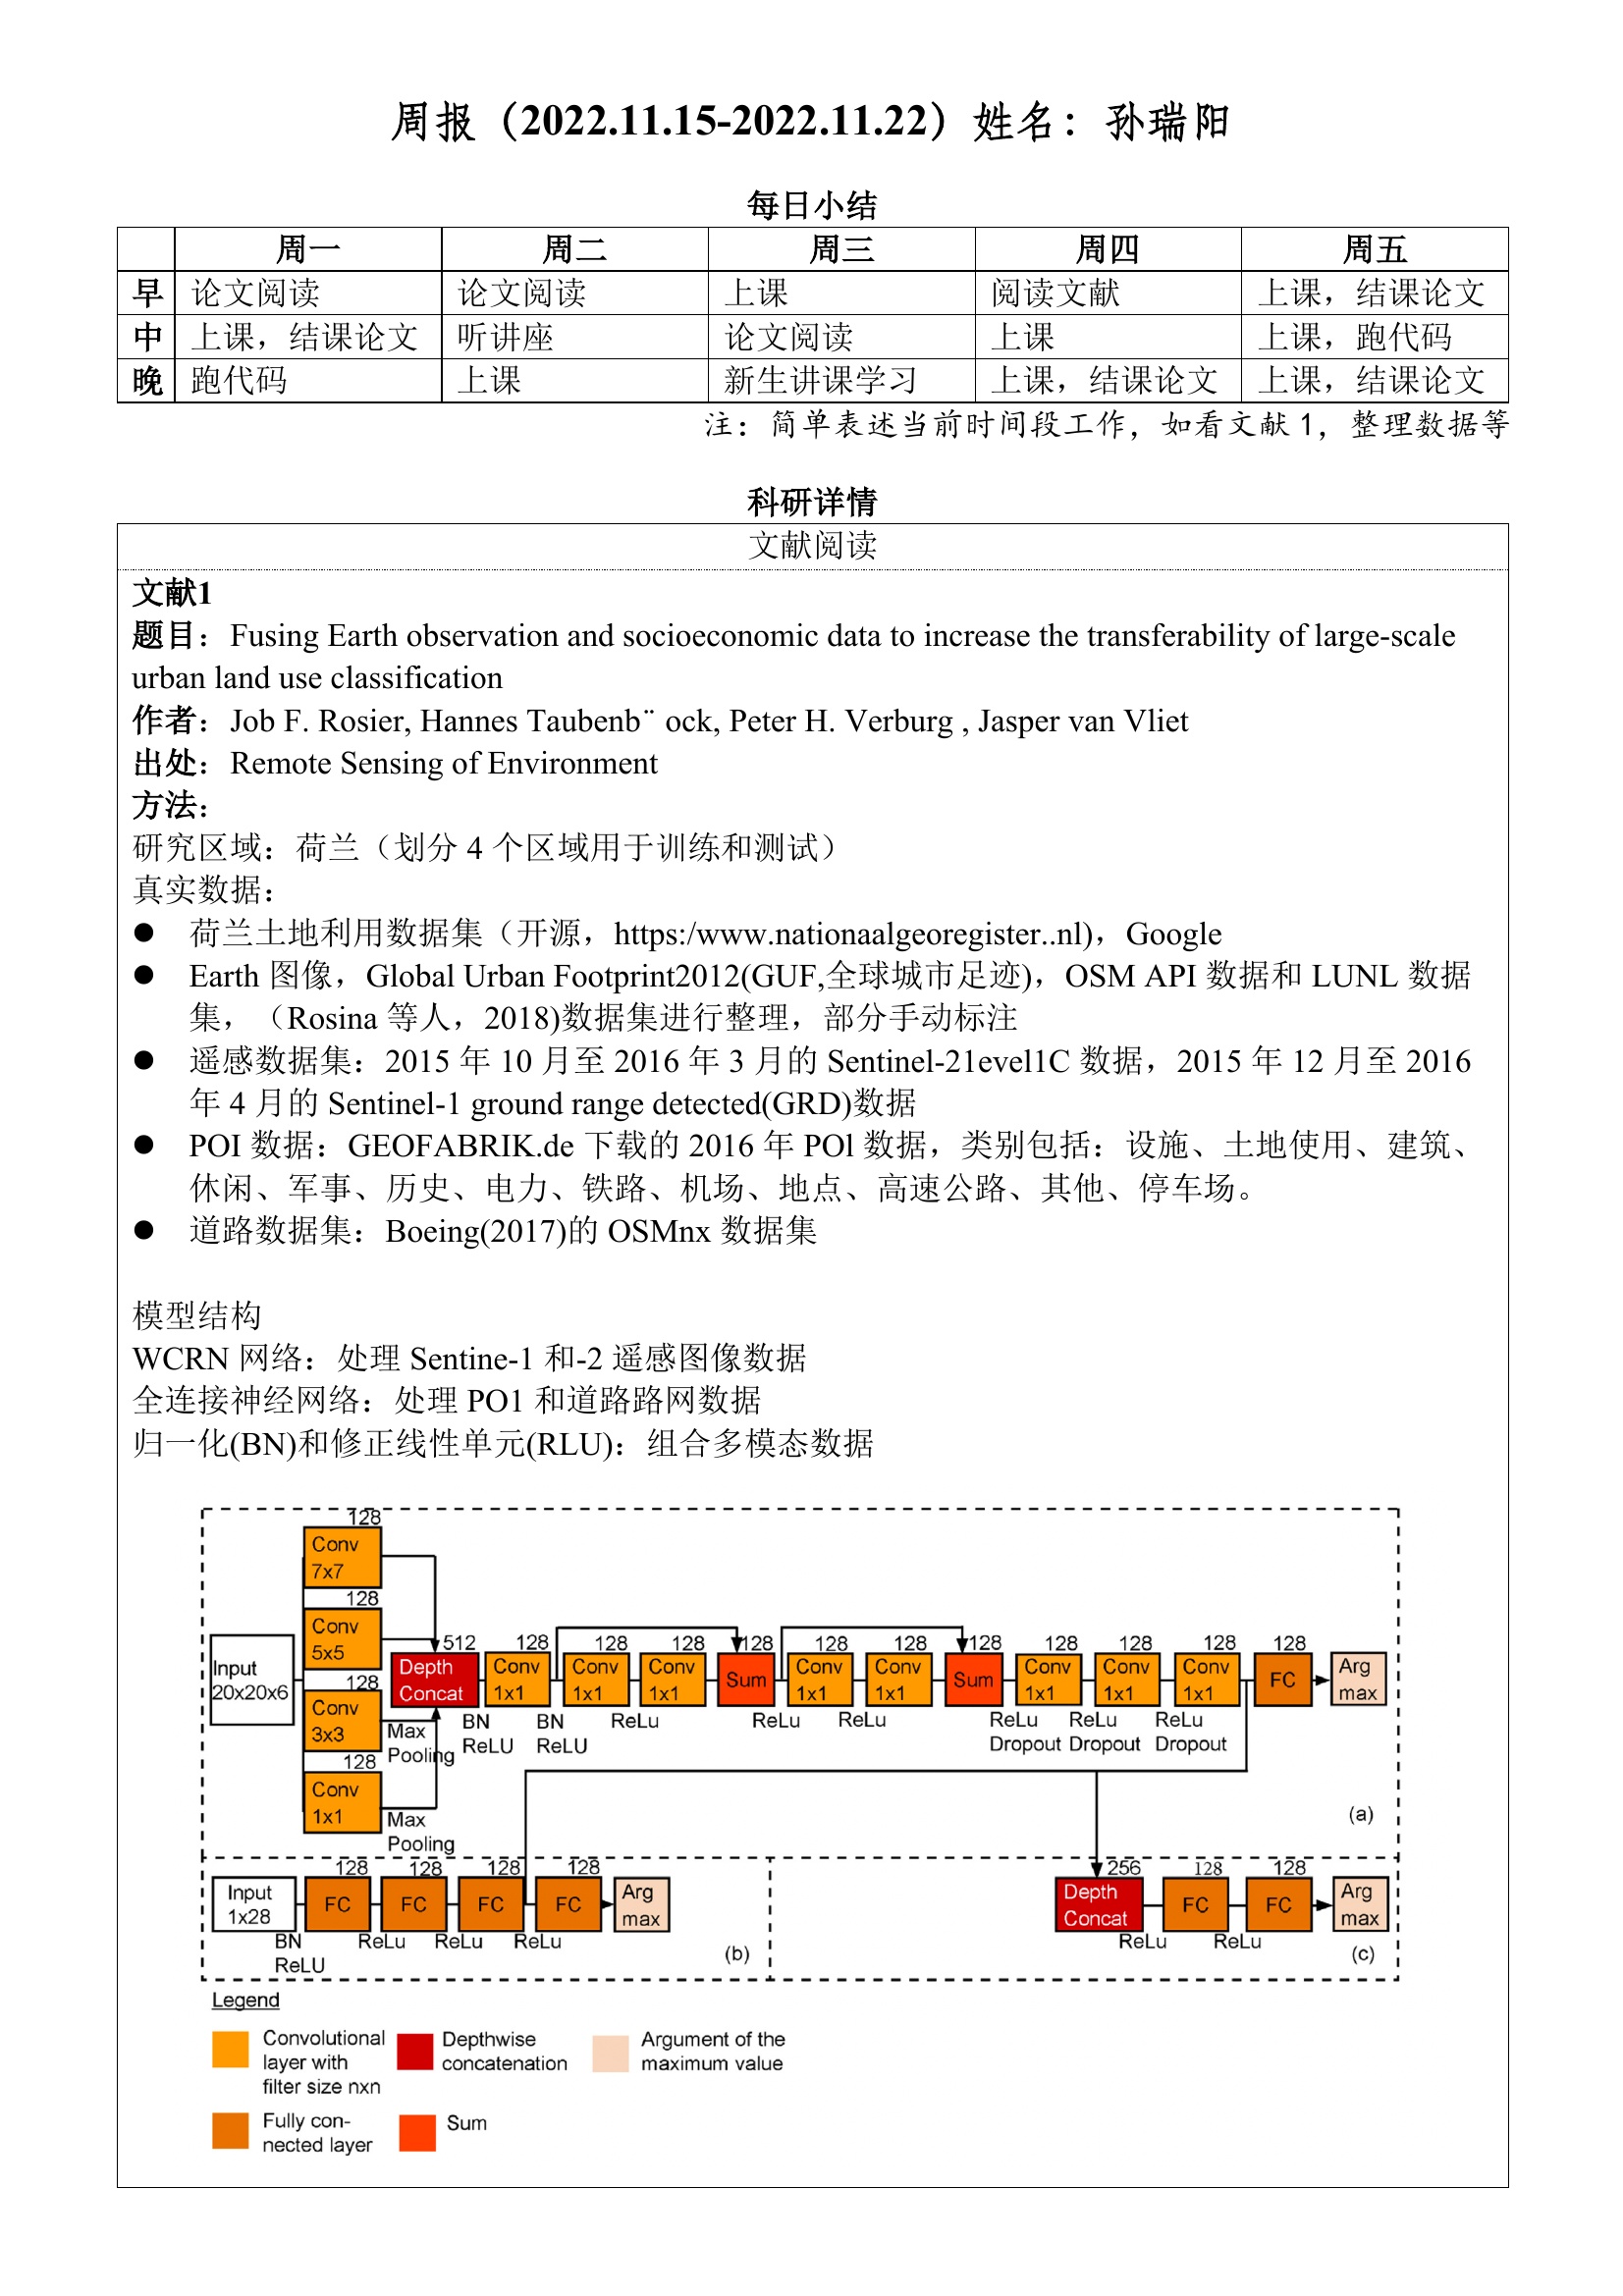 周报（2022.11.15-2022.11.22）姓名：孙瑞阳
每日小结
周一 周二 周三 周四 周五
早 论文阅读 论文阅读 上课 阅读文献 上课，结课论文
中 上课，结课论文 听讲座 论文阅读 上课 上课，跑代码
晚 跑代码 上课 新生讲课学习 上课，结课论文 上课，结课论文
注：简单表述当前时间段工作，如看文献 1，整理数据等
科研详情
文献阅读
文献1
题目：Fusing Earth observation and socioeconomic data to increase the transferability of large-scale
urban land use classification
作者：Job F. Rosier, Hannes Taubenb¨ ock, Peter H. Verburg , Jasper van Vliet
出处：Remote Sensing of Environment
方法：
研究区域：荷兰（划分 4 个区域用于训练和测试）
真实数据：
● 荷兰土地利用数据集（开源，https:/www.nationaalgeoregister..nl)，Google
● Earth 图像，Global Urban Footprint2012(GUF,全球城市足迹)，OSM API 数据和 LUNL 数据
集，（Rosina 等人，2018)数据集进行整理，部分手动标注
● 遥感数据集：2015 年 10 月至 2016 年 3 月的 Sentinel-21evel1C 数据，2015 年 12 月至 2016
年 4 月的 Sentinel-1 ground range detected(GRD)数据
● POI 数据：GEOFABRIK.de 下载的 2016 年 POl 数据，类别包括：设施、土地使用、建筑、
休闲、军事、历史、电力、铁路、机场、地点、高速公路、其他、停车场。
● 道路数据集：Boeing(2017)的 OSMnx 数据集
模型结构
WCRN 网络：处理 Sentine-1 和-2 遥感图像数据
全连接神经网络：处理 PO1 和道路路网数据
归一化(BN)和修正线性单元(RLU)：组合多模态数据
128
Conv
7x7
128
Conv
5x5
128
Conv
3x3
128
Conv
1x1
Input
20x20x6
Max
Pooling
Max
Pooling
512 128 128 128 128 128 128 128 128 128 128 128
Depth Concat
Conv 1x1
Conv 1x1
Conv 1x1
Sum
Conv 1x1
Conv 1x1
Sum
Conv 1x1
Conv 1x1
Conv 1x1
FC
Arg max
BN ReLU
BN ReLU
ReLu
ReLu
ReLu
ReLu Dropout
ReLu Dropout
ReLu Dropout
(a)
128 128 128 128
Input 1x28
FC FC FC FC
Arg max
BN ReLU
ReLu ReLu ReLu
(b)
256 128 128
Depth Concat
FC FC
Arg max
ReLu ReLu
(c)
Legend
Convolutional
layer with
filter size nxn
Depthwise
concatenation
Argument of the
maximum value
Fully con-
nected layer
Sum